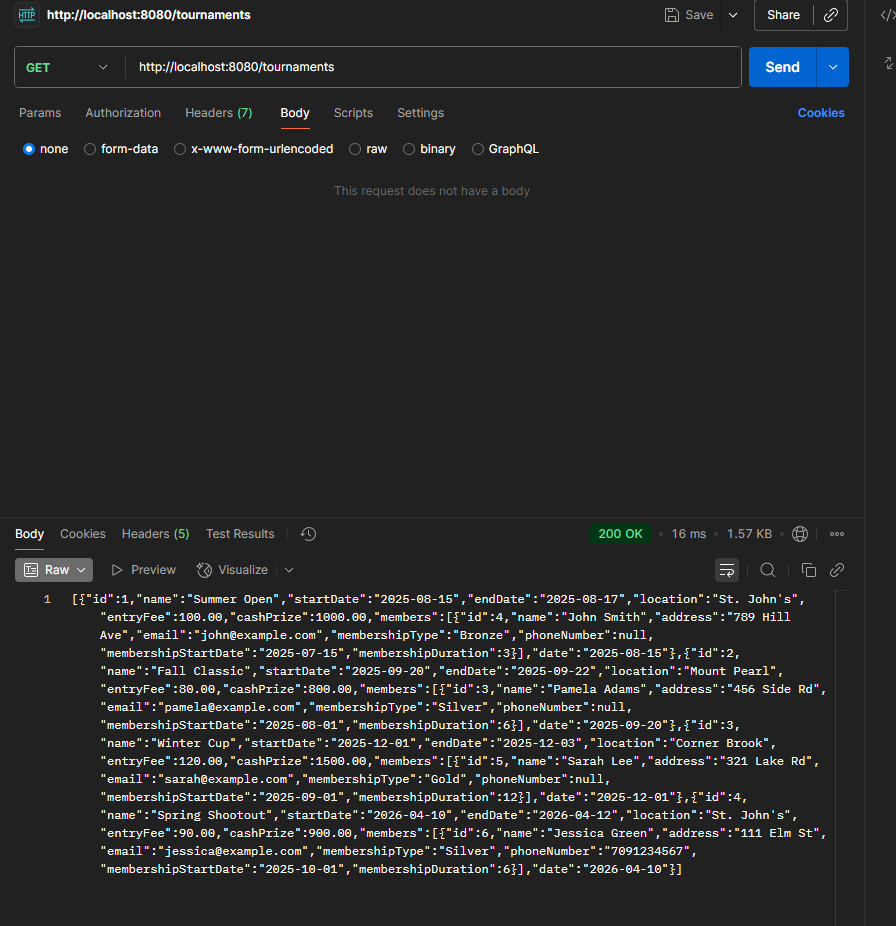 HTTP http://localhost:8080/tournaments Save Share
GET http://localhost:8080/tournaments Send
Params Authorization Headers (7) Body Scripts Settings Cookies
none form-data x-www-form-urlencoded raw binary GraphQL
This request does not have a body
Body Cookies Headers (5) Test Results 200 OK • 16 ms • 1.57 KB •
Raw Preview Visualize
1 [{"id":1,"name":"Summer Open","startDate":"2025-08-15","endDate":"2025-08-17","location":"St. John's",
"entryFee":100.00,"cashPrize":1000.00,"members":[{"id":4,"name":"John Smith","address":"789 Hill
Ave","email":"john@example.com","membershipType":"Bronze","phoneNumber":null,
"membershipStartDate":"2025-07-15","membershipDuration":3}],"date":"2025-08-15"},{"id":2,
"name":"Fall Classic","startDate":"2025-09-20","endDate":"2025-09-22","location":"Mount Pearl",
"entryFee":80.00,"cashPrize":800.00,"members":[{"id":3,"name":"Pamela Adams","address":"456 Side Rd",
"email":"pamela@example.com","membershipType":"Silver","phoneNumber":null,
"membershipStartDate":"2025-08-01","membershipDuration":6}],"date":"2025-09-20"},{"id":3,
"name":"Winter Cup","startDate":"2025-12-01","endDate":"2025-12-03","location":"Corner Brook",
"entryFee":120.00,"cashPrize":1500.00,"members":[{"id":5,"name":"Sarah Lee","address":"321 Lake Rd",
"email":"sarah@example.com","membershipType":"Gold","phoneNumber":null,
"membershipStartDate":"2025-09-01","membershipDuration":12}],"date":"2025-12-01"},{"id":4,
"name":"Spring Shootout","startDate":"2026-04-10","endDate":"2026-04-12","location":"St. John's",
"entryFee":90.00,"cashPrize":900.00,"members":[{"id":6,"name":"Jessica Green","address":"111 Elm St",
"email":"jessica@example.com","membershipType":"Silver","phoneNumber":"7091234567",
"membershipStartDate":"2025-10-01","membershipDuration":6}],"date":"2026-04-10"}]